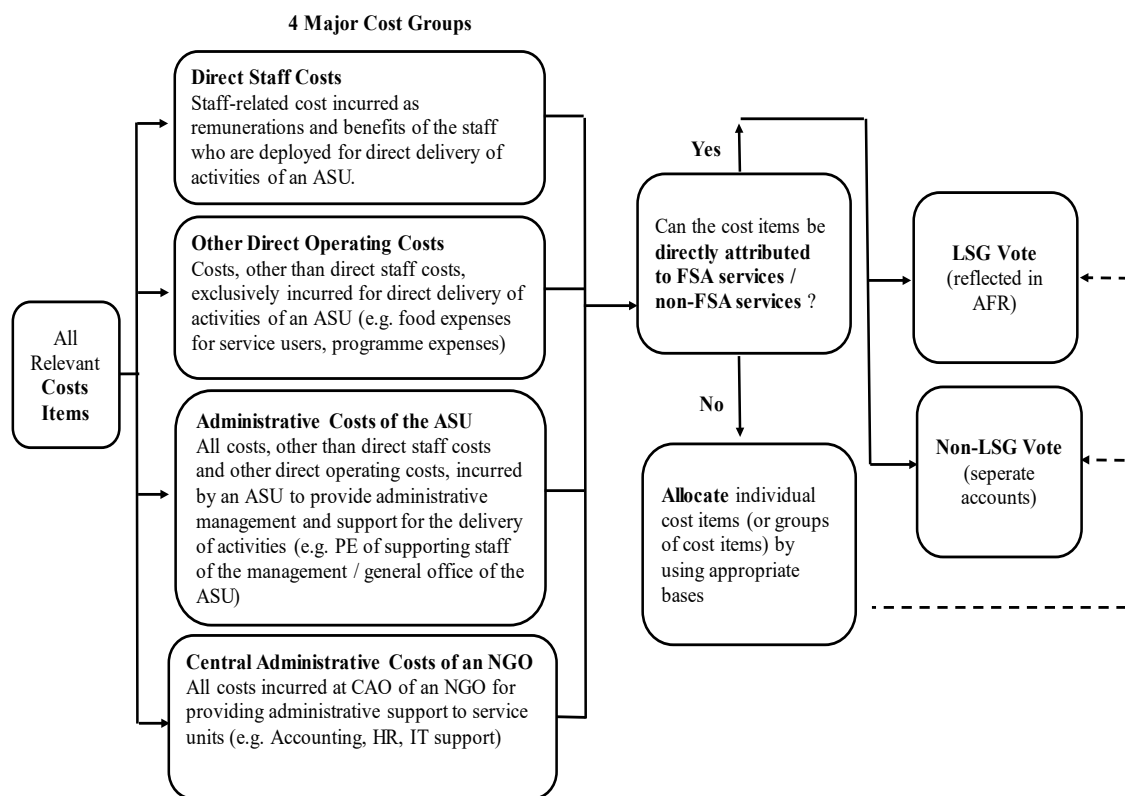 4 Major Cost Groups
Direct Staff Costs
Staff-related cost incurred as
remunerations and benefits of the staff
who are deployed for direct delivery of
activities of an ASU.
Other Direct Operating Costs
Costs, other than direct staff costs,
exclusively incurred for direct delivery of
activities of an ASU (e.g. food expenses
for service users, programme expenses)
All
Relevant
Costs
Items
Administrative Costs of the ASU
All costs, other than direct staff costs
and other direct operating costs, incurred
by an ASU to provide administrative
management and support for the delivery
of activities (e.g. PE of supporting staff
of the management / general office of the
ASU)
Central Administrative Costs of an NGO
All costs incurred at CAO of an NGO for
providing administrative support to service
units (e.g. Accounting, HR, IT support)
Yes
Can the cost items be
directly attributed
to FSA services /
non-FSA services ?
No
Allocate individual
cost items (or groups
of cost items) by
using appropriate
bases
LSG Vote
(reflected in
AFR)
Non-LSG Vote
(seperate
accounts)